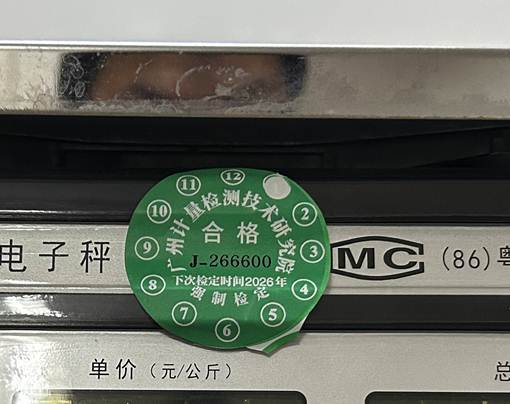 电子秤
12
11
10
9
8
7
6
5
4
3
2
广州计量检测技术研究院
合格
J-266600
下次检定时间2026年
强制检定
MC (86)粤
单价(元/公斤)
总